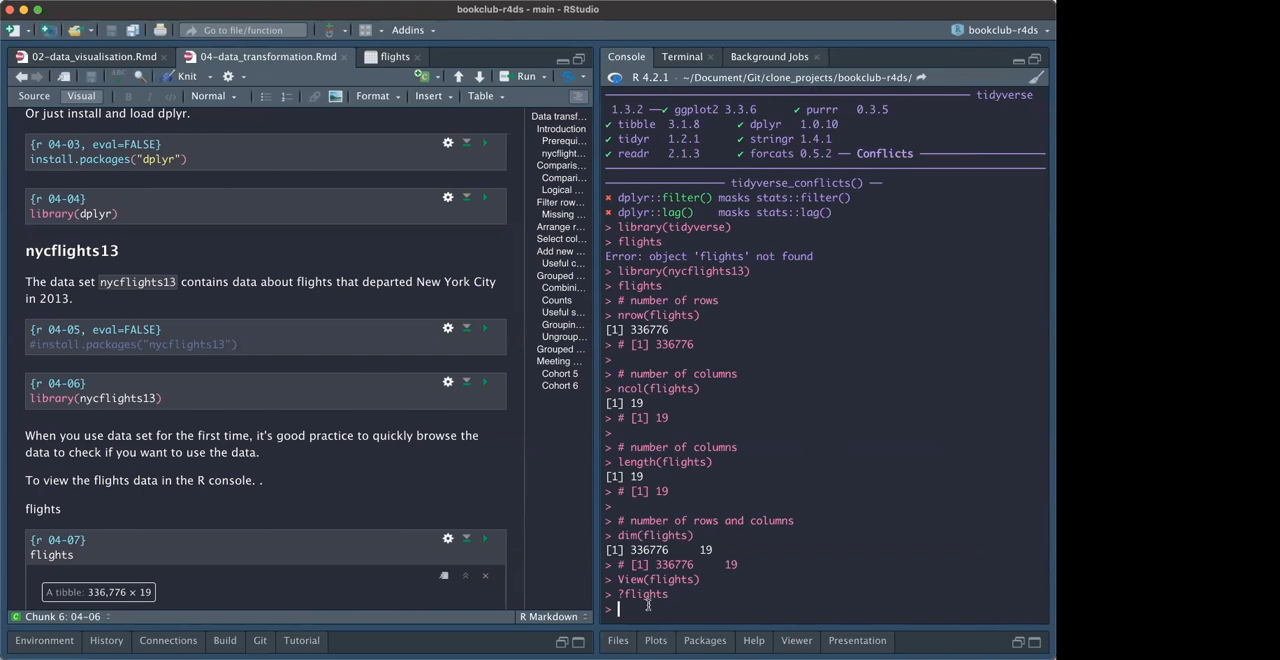 bookclub-r4ds - main - RStudio
Go to file/function
Addins
bookclub-r4ds
02-data_visualisation.Rmd
04-data_transformation.Rmd
flights
Knit
Run
Source
Visual
Normal
Format
Insert
Table
Or just install and load dplyr.
{r 04-03, eval=FALSE}
install.packages("dplyr")
{r 04-04}
library(dplyr)
nycflights13
The data set nycflights13 contains data about flights that departed New York City
in 2013.
{r 04-05, eval=FALSE}
#install.packages("nycflights13")
{r 04-06}
library(nycflights13)
When you use data set for the first time, it's good practice to quickly browse the
data to check if you want to use the data.
To view the flights data in the R console. .
flights
{r 04-07}
flights
A tibble: 336,776 × 19
Chunk 6: 04-06
R Markdown
Data transf...
Introduction
Prerequi...
nycflight...
Comparis...
Compari...
Logical ...
Filter row...
Missing ...
Arrange r...
Select col...
Add new ...
Useful c...
Grouped ...
Combini...
Counts
Useful s...
Grouping...
Ungroup...
Grouped ...
Meeting ...
Cohort 5
Cohort 6
Environment
History
Connections
Build
Git
Tutorial
Console
Terminal
Background Jobs
R 4.2.1 · ~/Document/Git/clone_projects/bookclub-r4ds/
tidyverse
1.3.2 —✔ ggplot2 3.3.6 ✔ purrr 0.3.5
✔ tibble 3.1.8 ✔ dplyr 1.0.10
✔ tidyr 1.2.1 ✔ stringr 1.4.1
✔ readr 2.1.3 ✔ forcats 0.5.2 — Conflicts
tidyverse_conflicts() —
✖ dplyr::filter() masks stats::filter()
✖ dplyr::lag() masks stats::lag()
> library(tidyverse)
> flights
Error: object 'flights' not found
> library(nycflights13)
> flights
> # number of rows
> nrow(flights)
[1] 336776
> # [1] 336776
>
> # number of columns
> ncol(flights)
[1] 19
> # [1] 19
>
> # number of columns
> length(flights)
[1] 19
> # [1] 19
>
> # number of rows and columns
> dim(flights)
[1] 336776 19
> # [1] 336776 19
> View(flights)
> ?flights
>
Files
Plots
Packages
Help
Viewer
Presentation